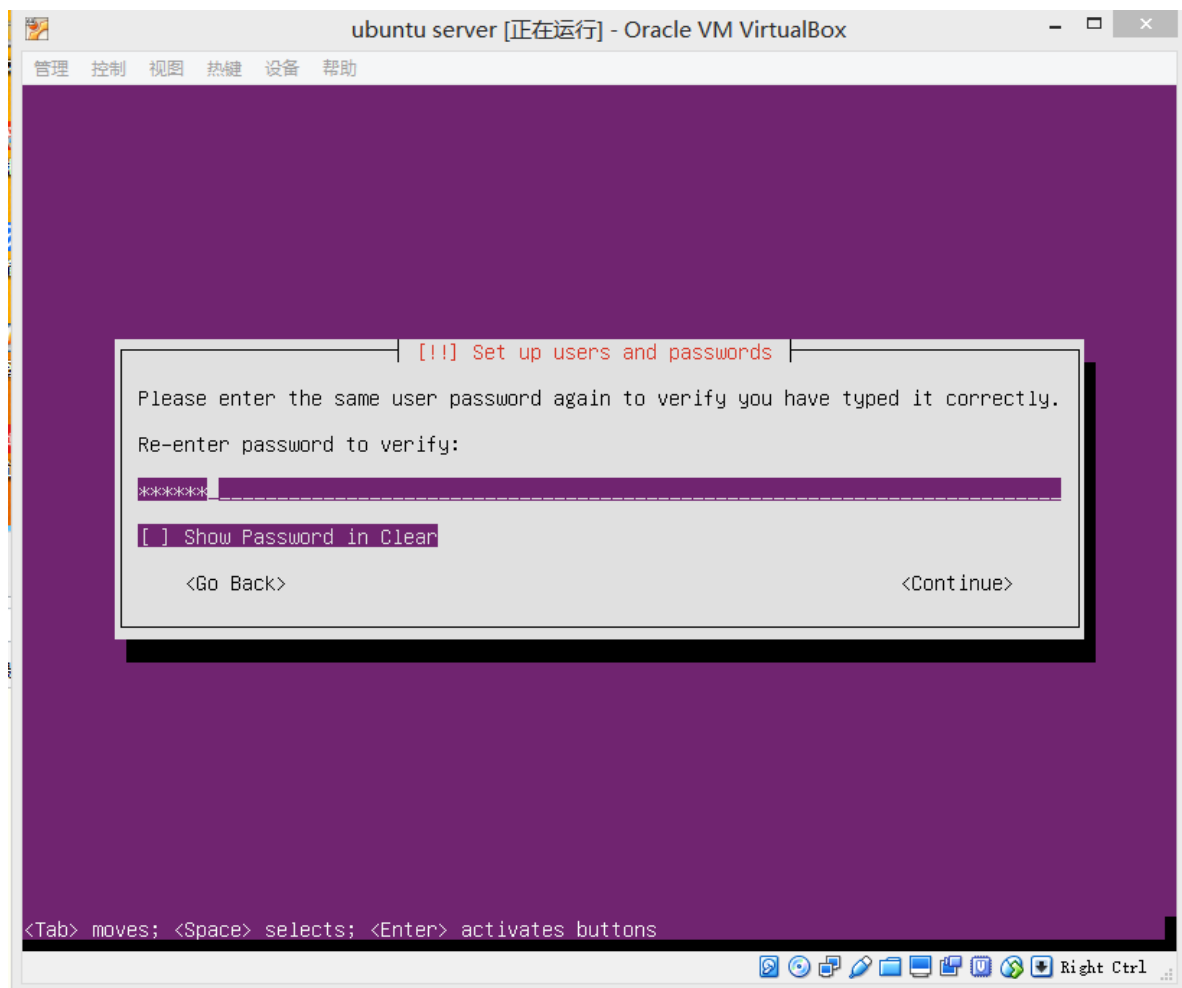 ubuntu server [正在运行] - Oracle VM VirtualBox
管理 控制 视图 热键 设备 帮助
[!!] Set up users and passwords
Please enter the same user password again to verify you have typed it correctly.
Re-enter password to verify:
******
[ ] Show Password in Clear
<Go Back> <Continue>
<Tab> moves; <Space> selects; <Enter> activates buttons
Right Ctrl